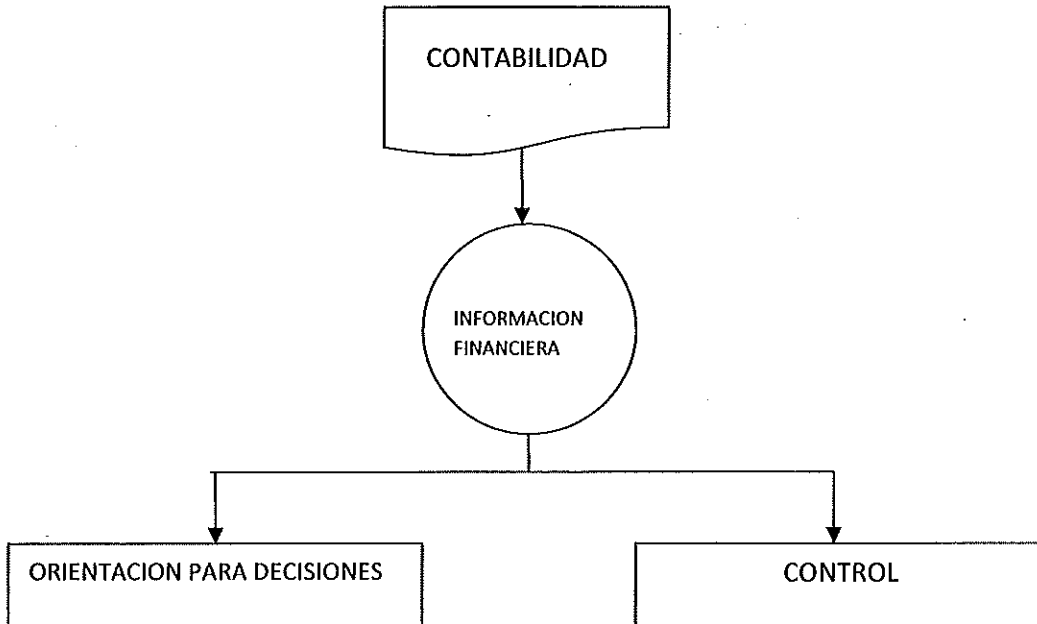 CONTABILIDAD
INFORMACION
FINANCIERA
ORIENTACION PARA DECISIONES
CONTROL